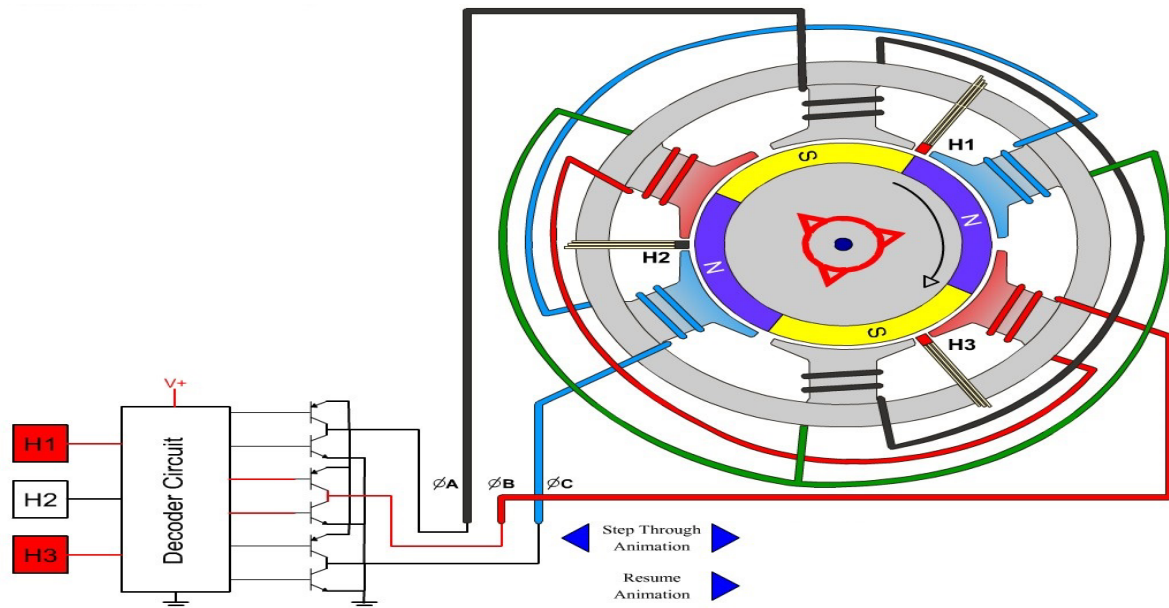 S
H1
N
H2
N
S
H3
V+
H1
H2
H3
Decoder Circuit
ØA
ØB
ØC
Step Through
Animation
Resume
Animation